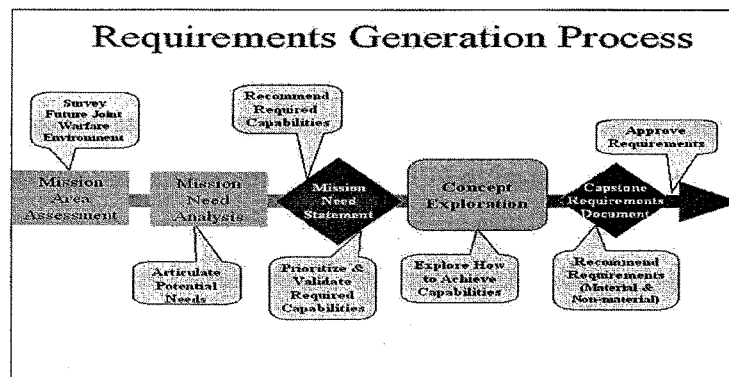 Requirements Generation Process
Survey
Future Joint
Warfare
Environment
Recommend
Required
Capabilities
Approve
Requirements
Mission
Area
Assessment
Mission
Need
Analysis
Mission
Need
Statement
Concept
Exploration
Capstone
Requirements
Document
Articulate
Potential
Needs
Prioritize &
Validate
Required
Capabilities
Explore How
to Achieve
Capabilities
Recommend
Requirements
(Material &
Non-material)